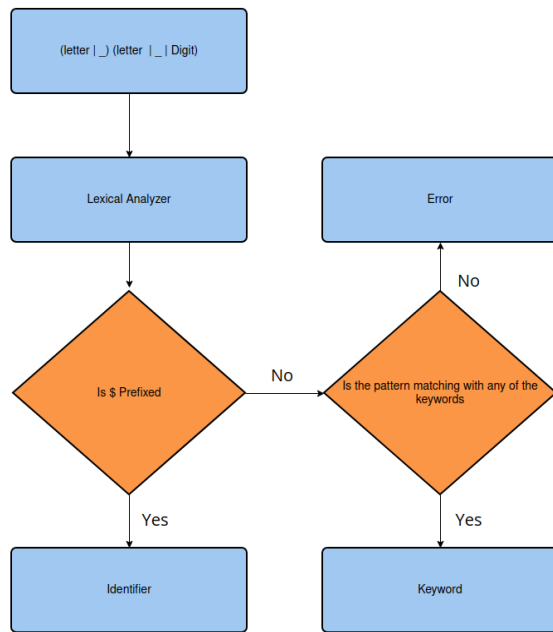 (letter | _) (letter | _ | Digit)
Lexical Analyzer
Error
No
Is $ Prefixed
No
Is the pattern matching with any of the
keywords
Yes
Yes
Identifier
Keyword